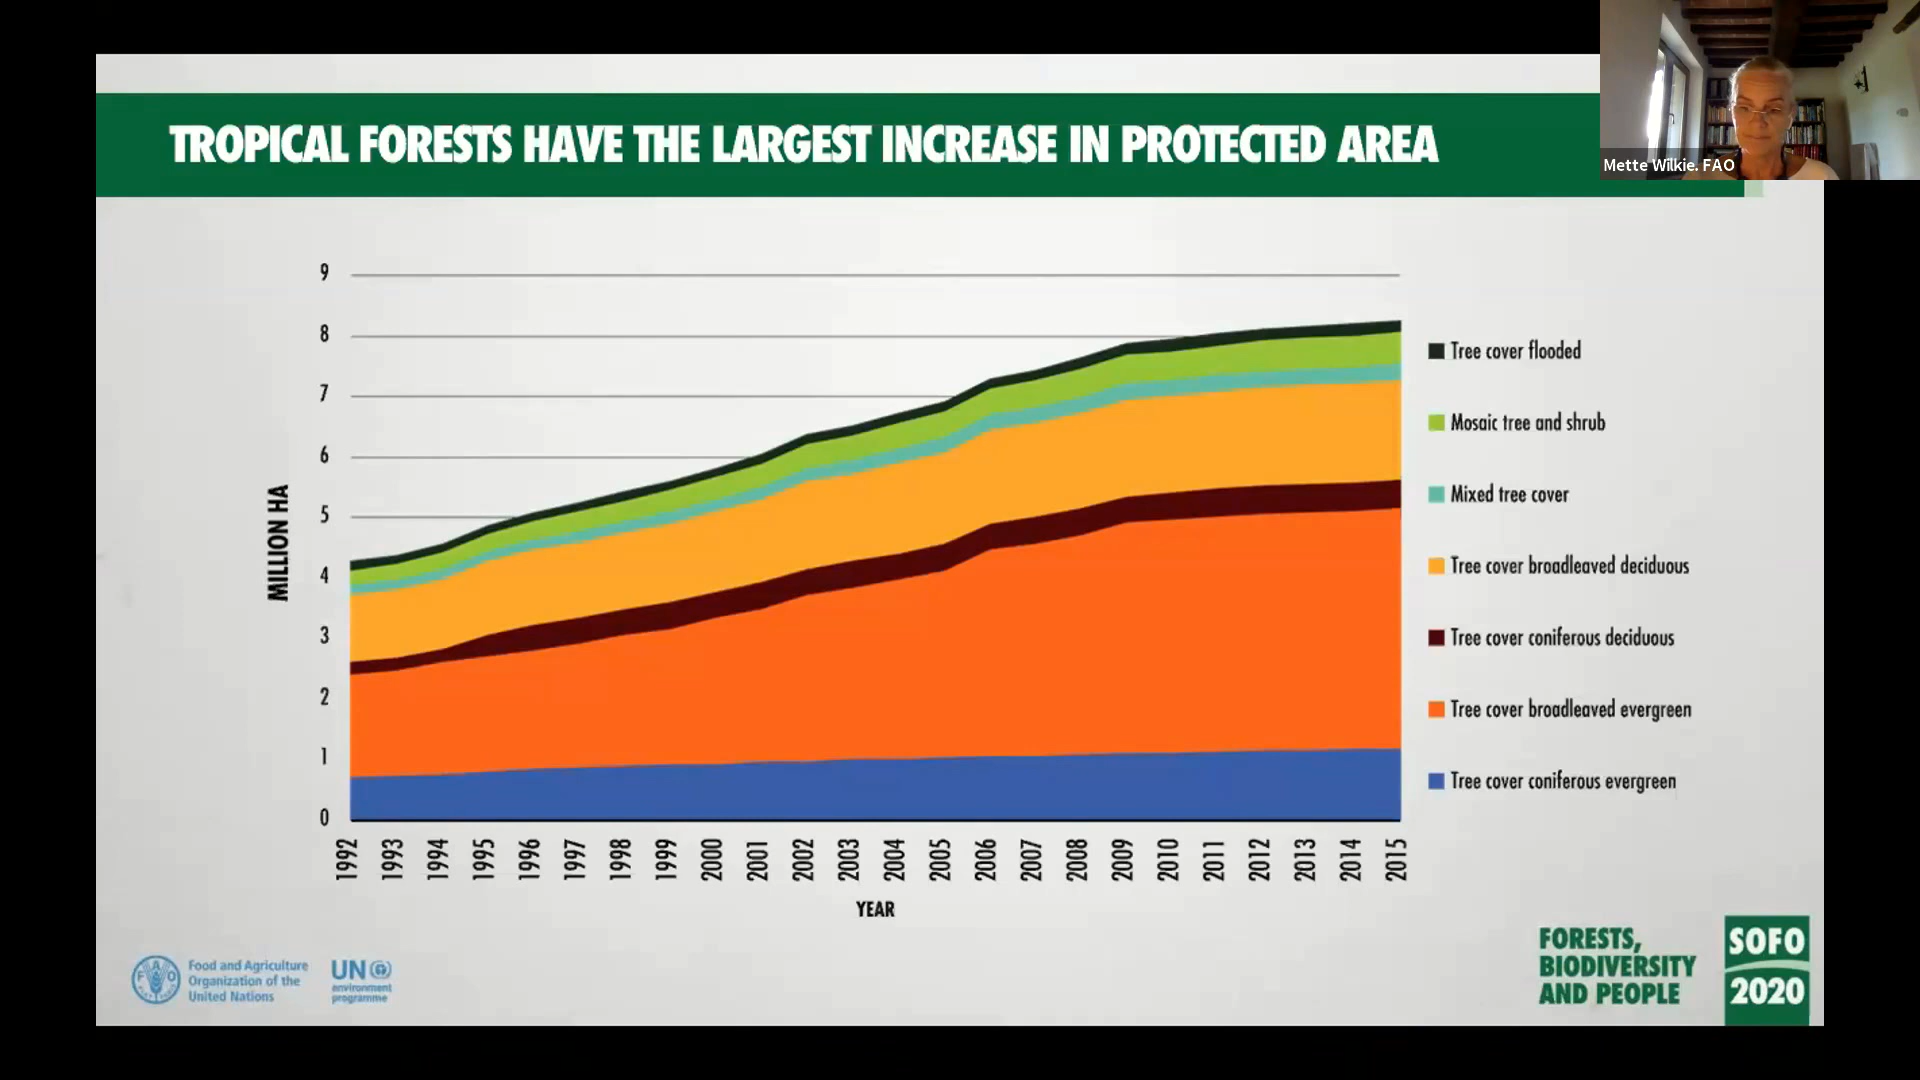 TROPICAL FORESTS HAVE THE LARGEST INCREASE IN PROTECTED AREA
Mette Wilkie. FAO
9
8
7
6
5
4
3
2
1
0
MILLION HA
1992
1993
1994
1995
1996
1997
1998
1999
2000
2001
2002
2003
2004
2005
2006
2007
2008
2009
2010
2011
2012
2013
2014
2015
YEAR
Tree cover flooded
Mosaic tree and shrub
Mixed tree cover
Tree cover broadleaved deciduous
Tree cover coniferous deciduous
Tree cover broadleaved evergreen
Tree cover coniferous evergreen
Food and Agriculture
Organization of the
United Nations
UN
environment
programme
FORESTS,
BIODIVERSITY
AND PEOPLE
SOFO
2020